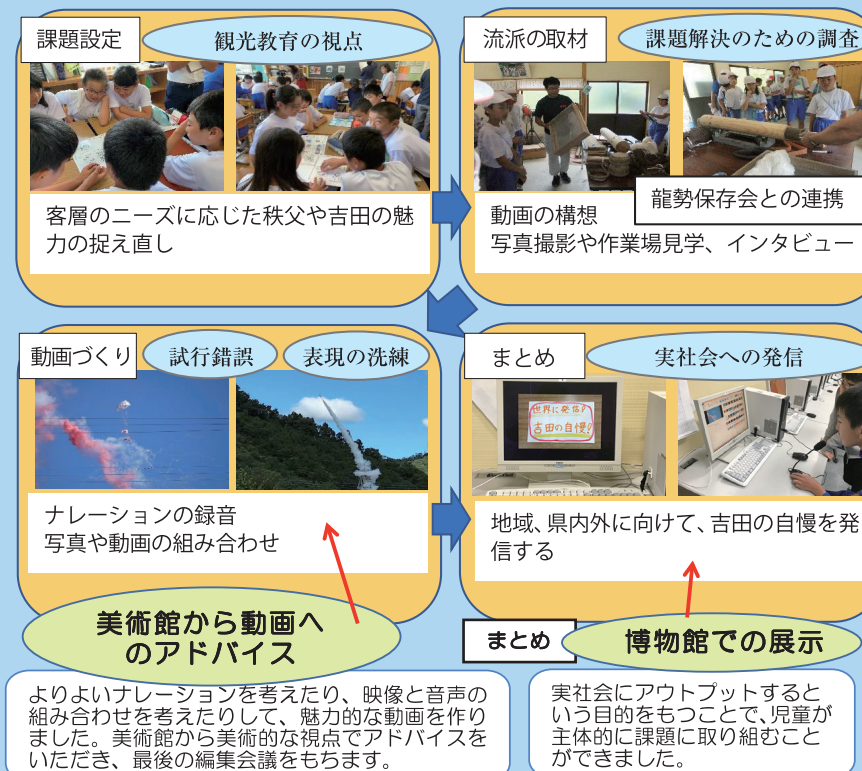 課題設定
観光教育の視点
客層のニーズに応じた秩父や吉田の魅
力の捉え直し
流派の取材
課題解決のための調査
龍勢保存会との連携
動画の構想
写真撮影や作業場見学、インタビュー
動画づくり
試行錯誤
表現の洗練
ナレーションの録音
写真や動画の組み合わせ
美術館から動画へ
のアドバイス
よりよいナレーションを考えたり、映像と音声の
組み合わせを考えたりして、魅力的な動画を作り
ました。美術館から美術的な視点でアドバイスを
いただき、最後の編集会議をもちます。
まとめ
実社会への発信
世界に発信!
吉田の自慢!
地域、県内外に向けて、吉田の自慢を発
信する
まとめ
博物館での展示
実社会にアウトプットすると
いう目的をもつことで、児童が
主体的に課題に取り組むこと
ができました。